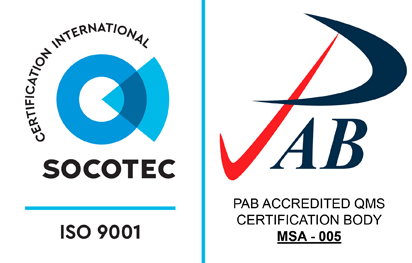 CERTIFICATION INTERNATIONAL
SOCOTEC
ISO 9001
PAB
PAB ACCREDITED QMS
CERTIFICATION BODY
MSA - 005